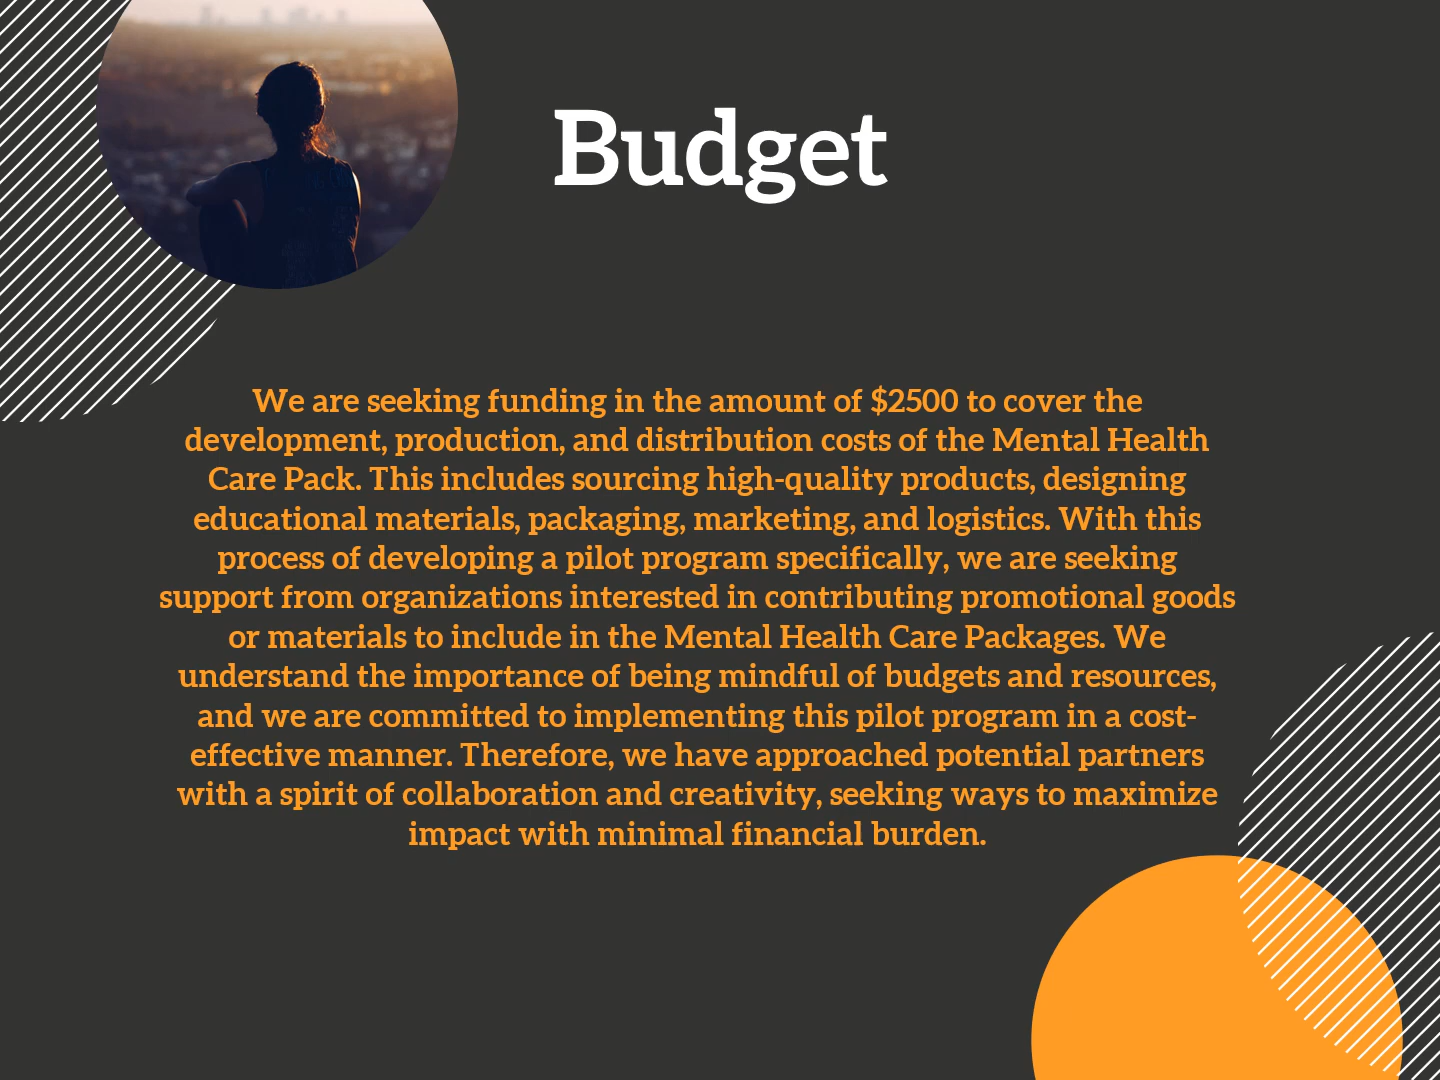 Budget
We are seeking funding in the amount of $2500 to cover the
development, production, and distribution costs of the Mental Health
Care Pack. This includes sourcing high-quality products, designing
educational materials, packaging, marketing, and logistics. With this
process of developing a pilot program specifically, we are seeking
support from organizations interested in contributing promotional goods
or materials to include in the Mental Health Care Packages. We
understand the importance of being mindful of budgets and resources,
and we are committed to implementing this pilot program in a cost-
effective manner. Therefore, we have approached potential partners
with a spirit of collaboration and creativity, seeking ways to maximize
impact with minimal financial burden.